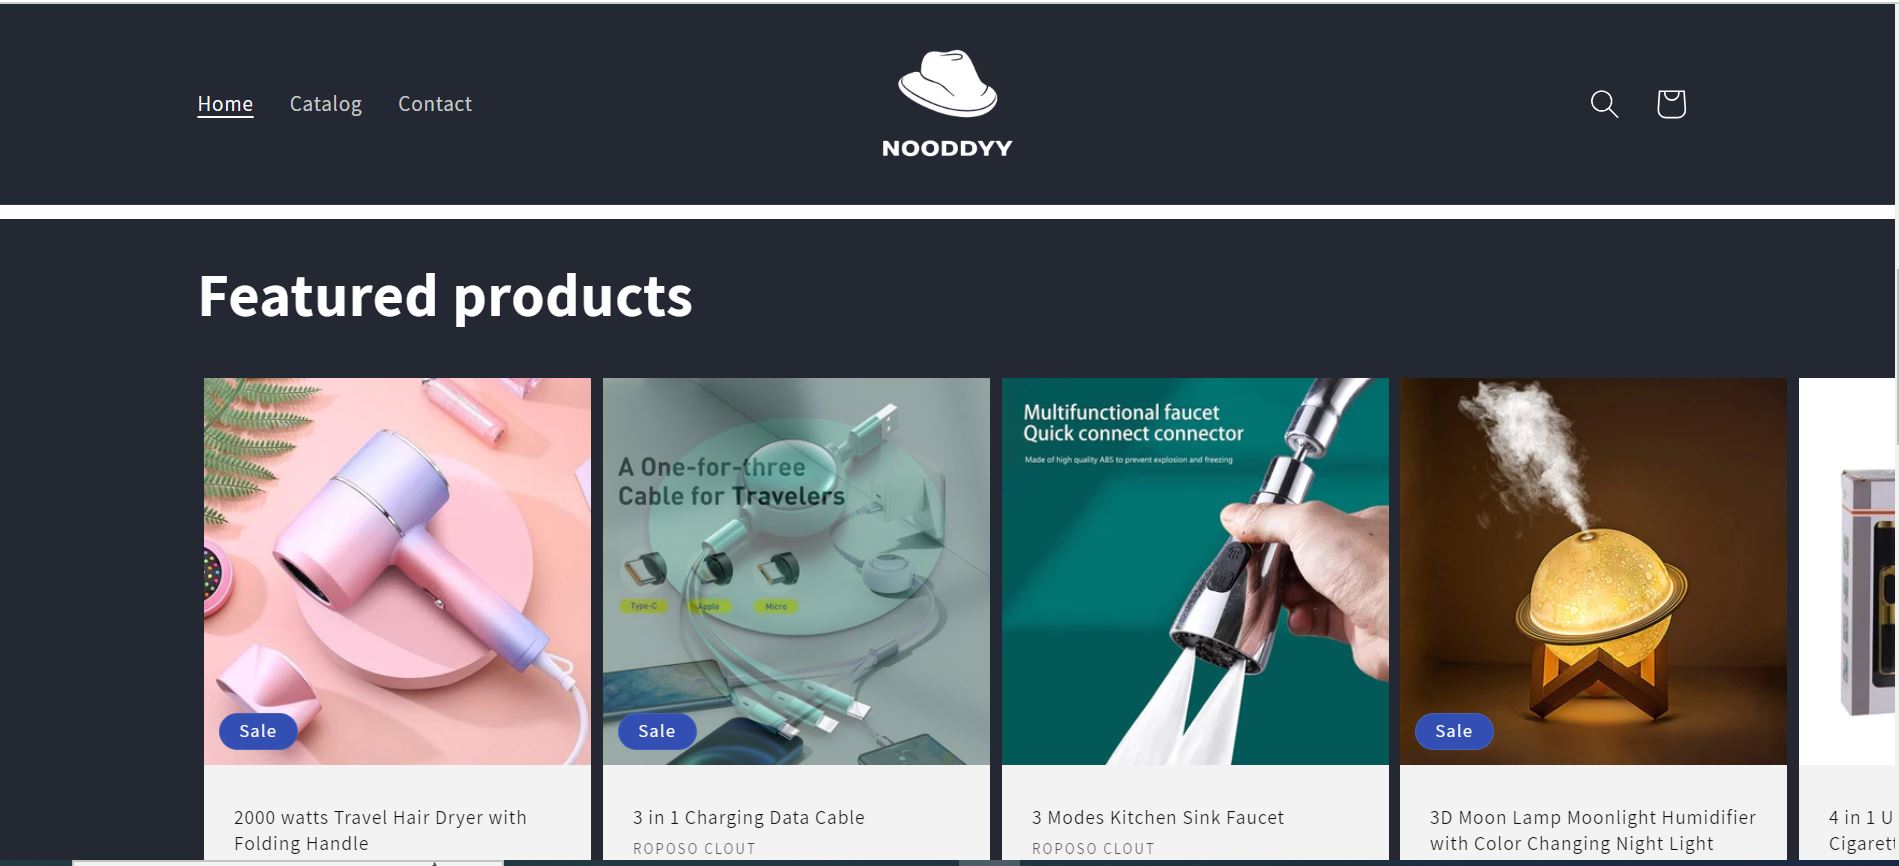 Home
Catalog
Contact
NOODDYY
Featured products
A One-for-three
Cable for Travelers
Type-C
Apple
Micro
Multifunctional faucet
Quick connect connector
Made of high quality ABS to prevent explosion and freezing
Sale
Sale
Sale
2000 watts Travel Hair Dryer with
Folding Handle
3 in 1 Charging Data Cable
ROPOSO CLOUT
3 Modes Kitchen Sink Faucet
ROPOSO CLOUT
3D Moon Lamp Moonlight Humidifier
with Color Changing Night Light
4 in 1 U
Cigaret